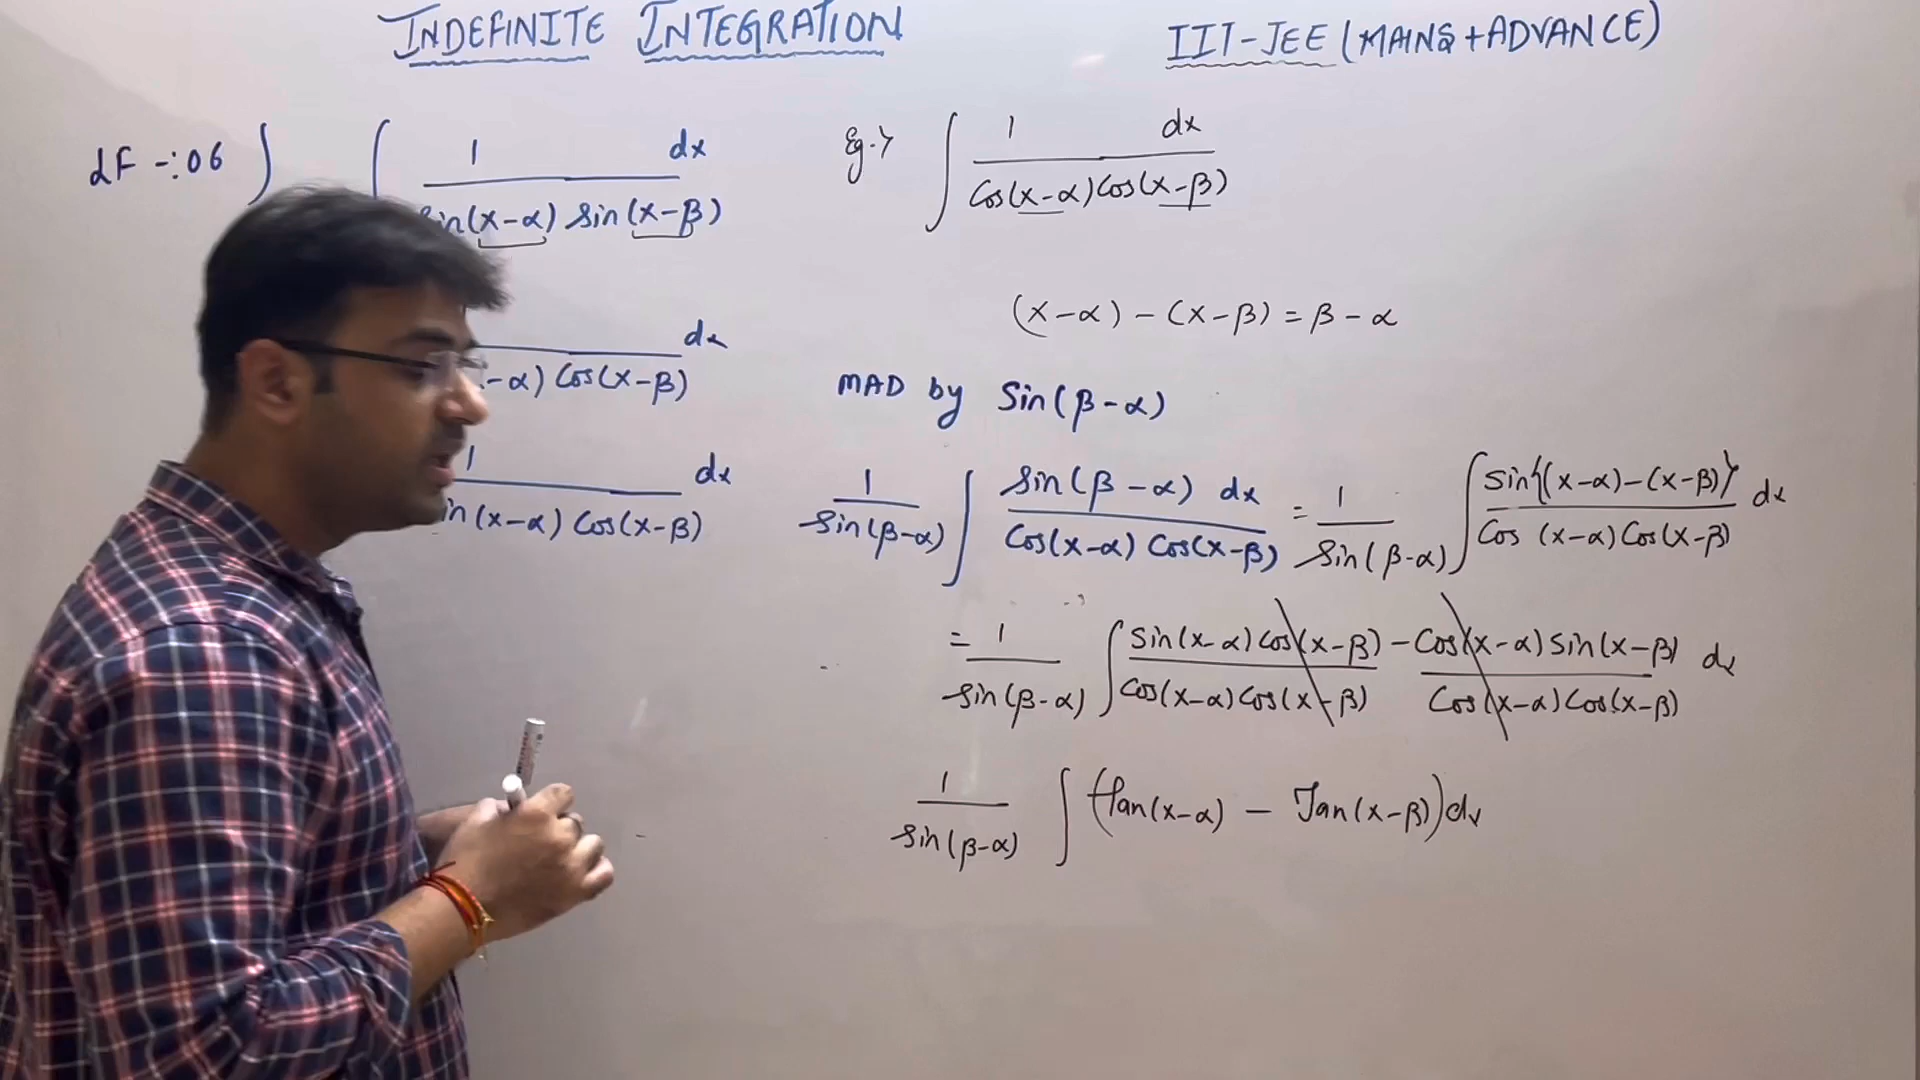 INDEFINITE INTEGRATION
IIT-JEE (MAINS + ADVANCE)
IF -: 06 ) ∫ 1 dx
sin(x-α) sin(x-β)
dx
-α) Cos(x-β)
1 dx
in (x-α) Cos(x-β)
Eg.→ ∫ 1 dx
Cos(x-α) Cos(x-β)
(x-α) - (x-β) = β-α
MAD by Sin(β-α)
1/Sin(β-α) ∫ Sin(β-α) dx / Cos(x-α) Cos(x-β) = 1/Sin(β-α) ∫ Sin{(x-α)-(x-β)} / Cos(x-α) Cos(x-β) dx
= 1/Sin(β-α) ∫ Sin(x-α) Cos(x-β) / Cos(x-α) Cos(x-β) - Cos(x-α) Sin(x-β) / Cos(x-α) Cos(x-β) dx
1/Sin(β-α) ∫ (Tan(x-α) - Tan(x-β)) dx